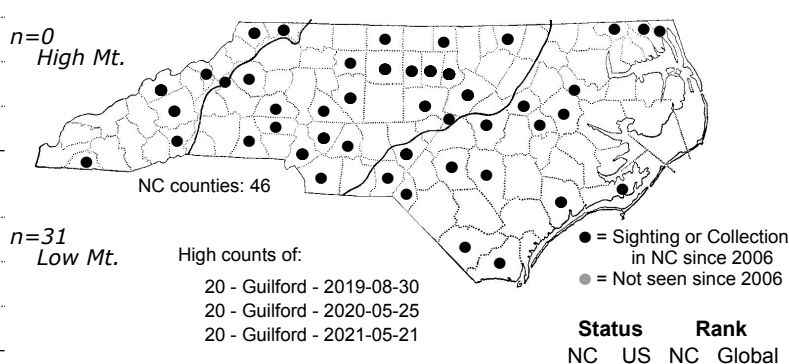 n=0
High Mt.
NC counties: 46
n=31
Low Mt.
High counts of:
20 - Guilford - 2019-08-30
20 - Guilford - 2020-05-25
20 - Guilford - 2021-05-21
= Sighting or Collection
in NC since 2006
= Not seen since 2006
Status Rank
NC US NC Global